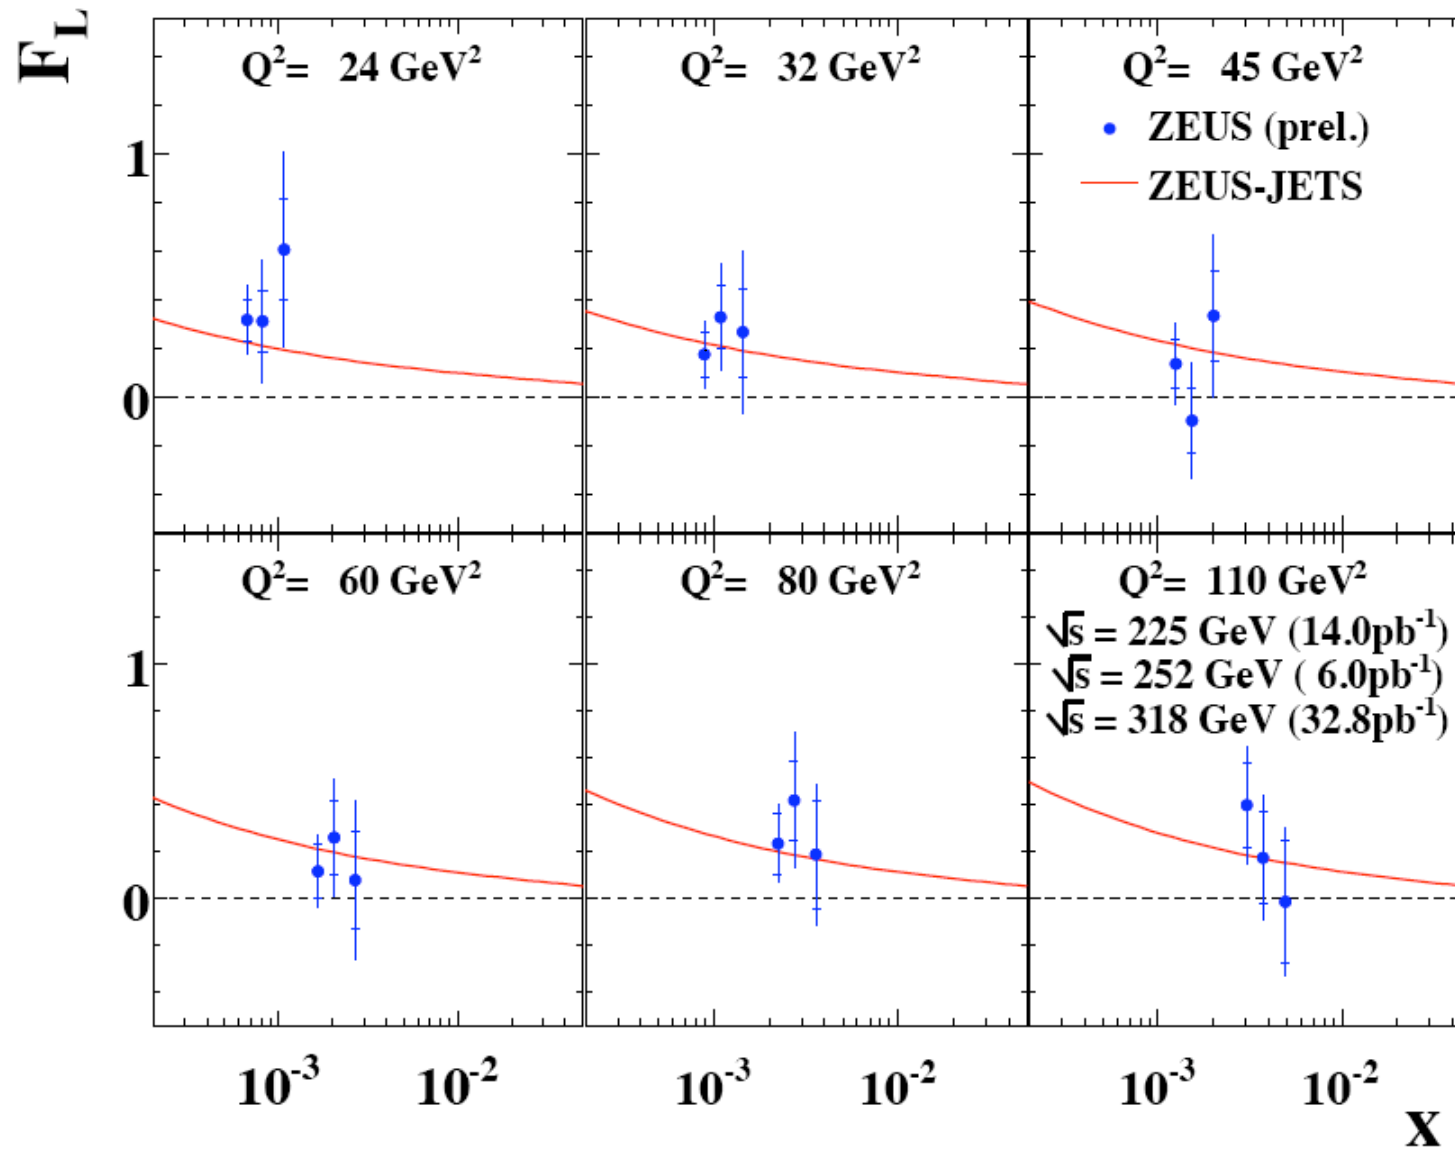 F_L
Q²= 24 GeV²
Q²= 32 GeV²
Q²= 45 GeV²
ZEUS (prel.)
ZEUS-JETS
1
0
Q²= 60 GeV²
Q²= 80 GeV²
Q²= 110 GeV²
√s = 225 GeV (14.0pb⁻¹)
√s = 252 GeV ( 6.0pb⁻¹)
√s = 318 GeV (32.8pb⁻¹)
1
0
10⁻³ 10⁻² 10⁻³ 10⁻² 10⁻³ 10⁻²
x